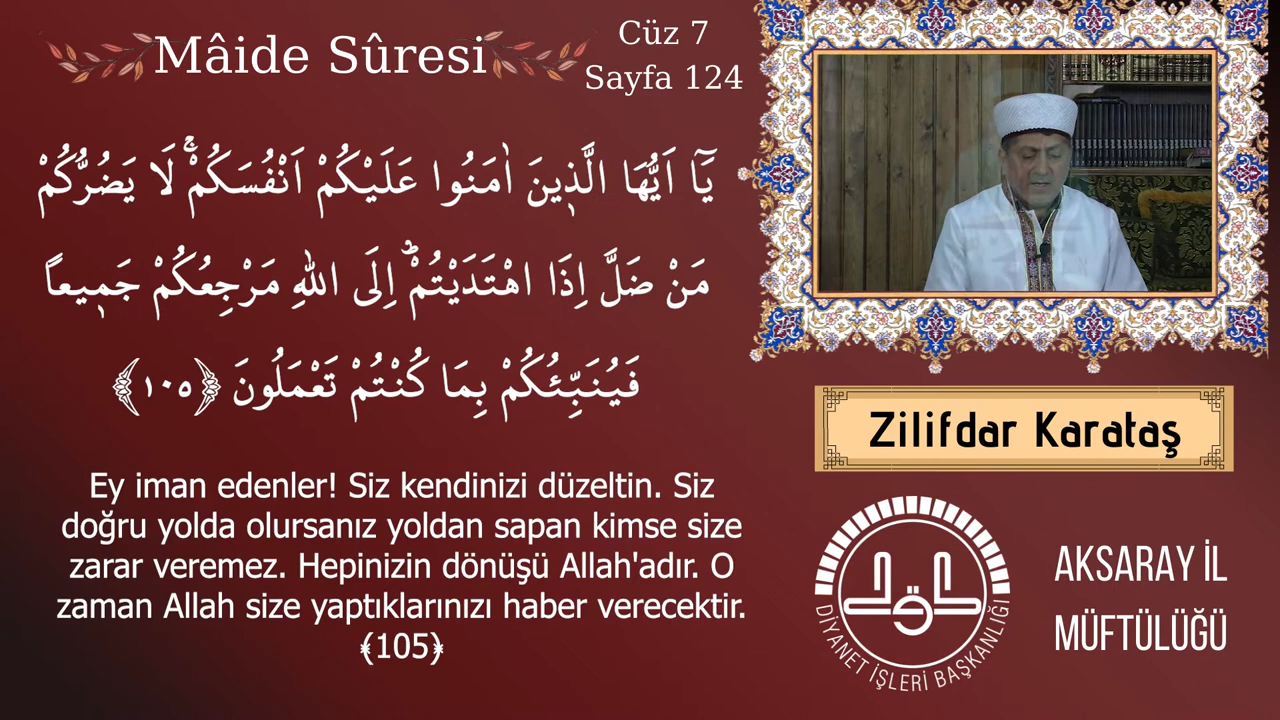 Mâide Sûresi
Cüz 7
Sayfa 124
يَٓا اَيُّهَا الَّذ۪ينَ اٰمَنُوا عَلَيْكُمْ اَنْفُسَكُمْۚ لَا يَضُرُّكُمْ
مَنْ ضَلَّ اِذَا اهْتَدَيْتُمْۜ اِلَى اللّٰهِ مَرْجِعُكُمْ جَم۪يعاً
فَيُنَبِّئُكُمْ بِمَا كُنْتُمْ تَعْمَلُونَ ﴿١٠٥﴾
Ey iman edenler! Siz kendinizi düzeltin. Siz
doğru yolda olursanız yoldan sapan kimse size
zarar veremez. Hepinizin dönüşü Allah'adır. O
zaman Allah size yaptıklarınızı haber verecektir.
﴾105﴿
Zilifdar Karataş
DİYANET İŞLERİ BAŞKANLIĞI
AKSARAY İL
MÜFTÜLÜĞÜ